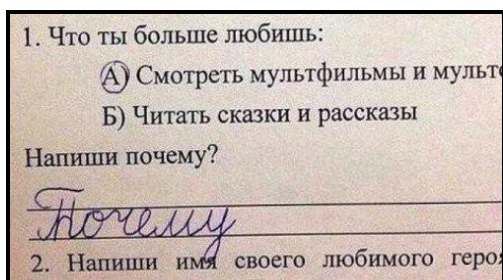 1. Что ты больше любишь:
А) Смотреть мультфильмы и мульт
Б) Читать сказки и рассказы
Напиши почему?
Почему
2. Напиши имя своего любимого геро